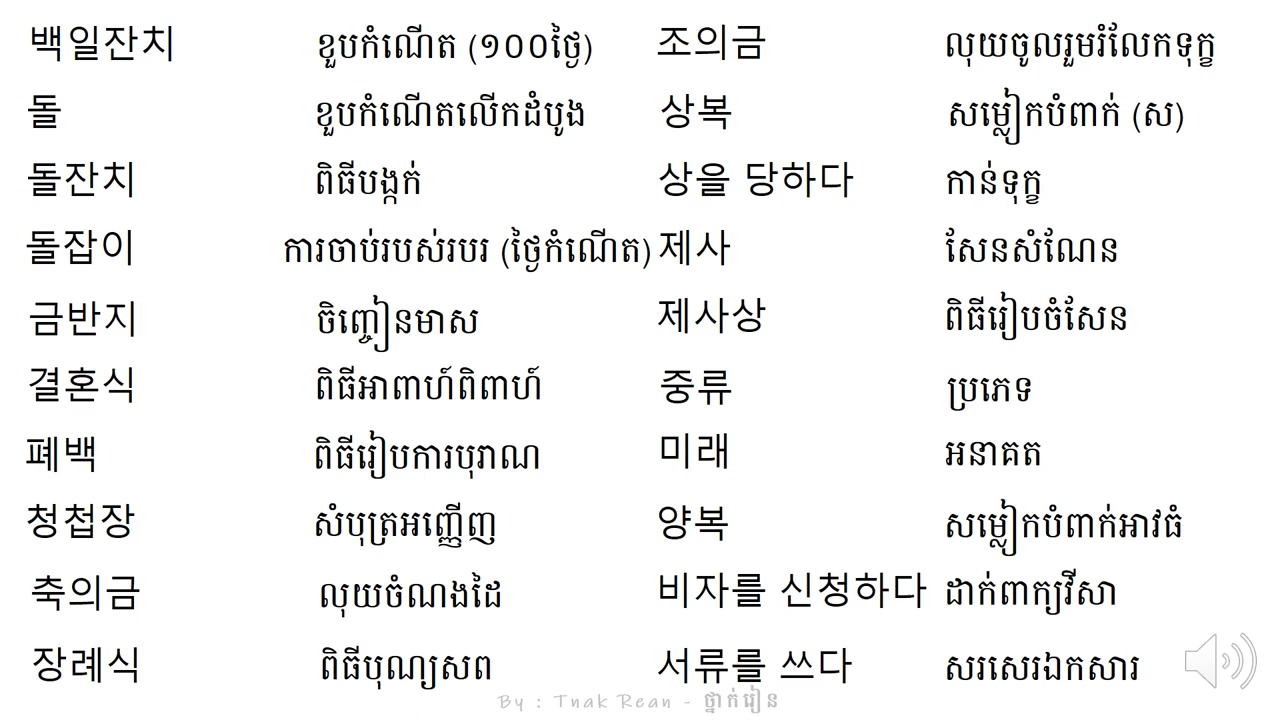 백일잔치 ខួបកំណើត (១០០ថ្ងៃ)
돌 ខួបកំណើតលើកដំបូង
돌잔치 ពិធីបង្កក់
돌잡이 ការចាប់របស់របរ (ថ្ងៃកំណើត)
금반지 ចិញ្ចៀនមាស
결혼식 ពិធីអាពាហ៍ពិពាហ៍
폐백 ពិធីរៀបការបុរាណ
청첩장 សំបុត្រអញ្ជើញ
축의금 លុយចំណងដៃ
장례식 ពិធីបុណ្យសព
조의금 លុយចូលរួមរំលែកទុក្ខ
상복 សម្លៀកបំពាក់ (ស)
상을 당하다 កាន់ទុក្ខ
제사 សែនសំណែន
제사상 ពិធីរៀបចំសែន
중류 ប្រភេទ
미래 អនាគត
양복 សម្លៀកបំពាក់អាវធំ
비자를 신청하다 ដាក់ពាក្យវីសា
서류를 쓰다 សរសេរឯកសារ
By : Tnak Rean - ថ្នាក់រៀន